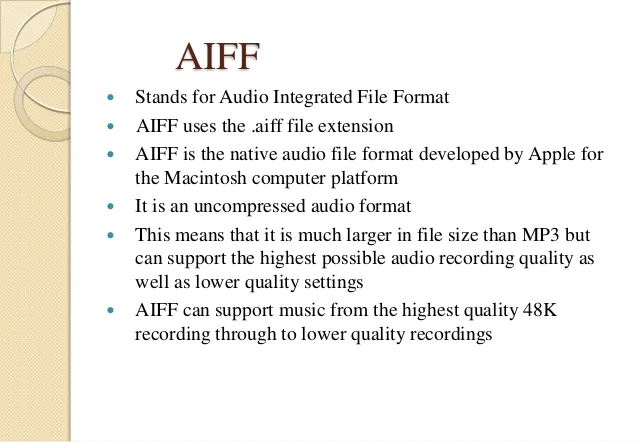 AIFF
• Stands for Audio Integrated File Format
• AIFF uses the .aiff file extension
• AIFF is the native audio file format developed by Apple for
the Macintosh computer platform
• It is an uncompressed audio format
• This means that it is much larger in file size than MP3 but
can support the highest possible audio recording quality as
well as lower quality settings
• AIFF can support music from the highest quality 48K
recording through to lower quality recordings